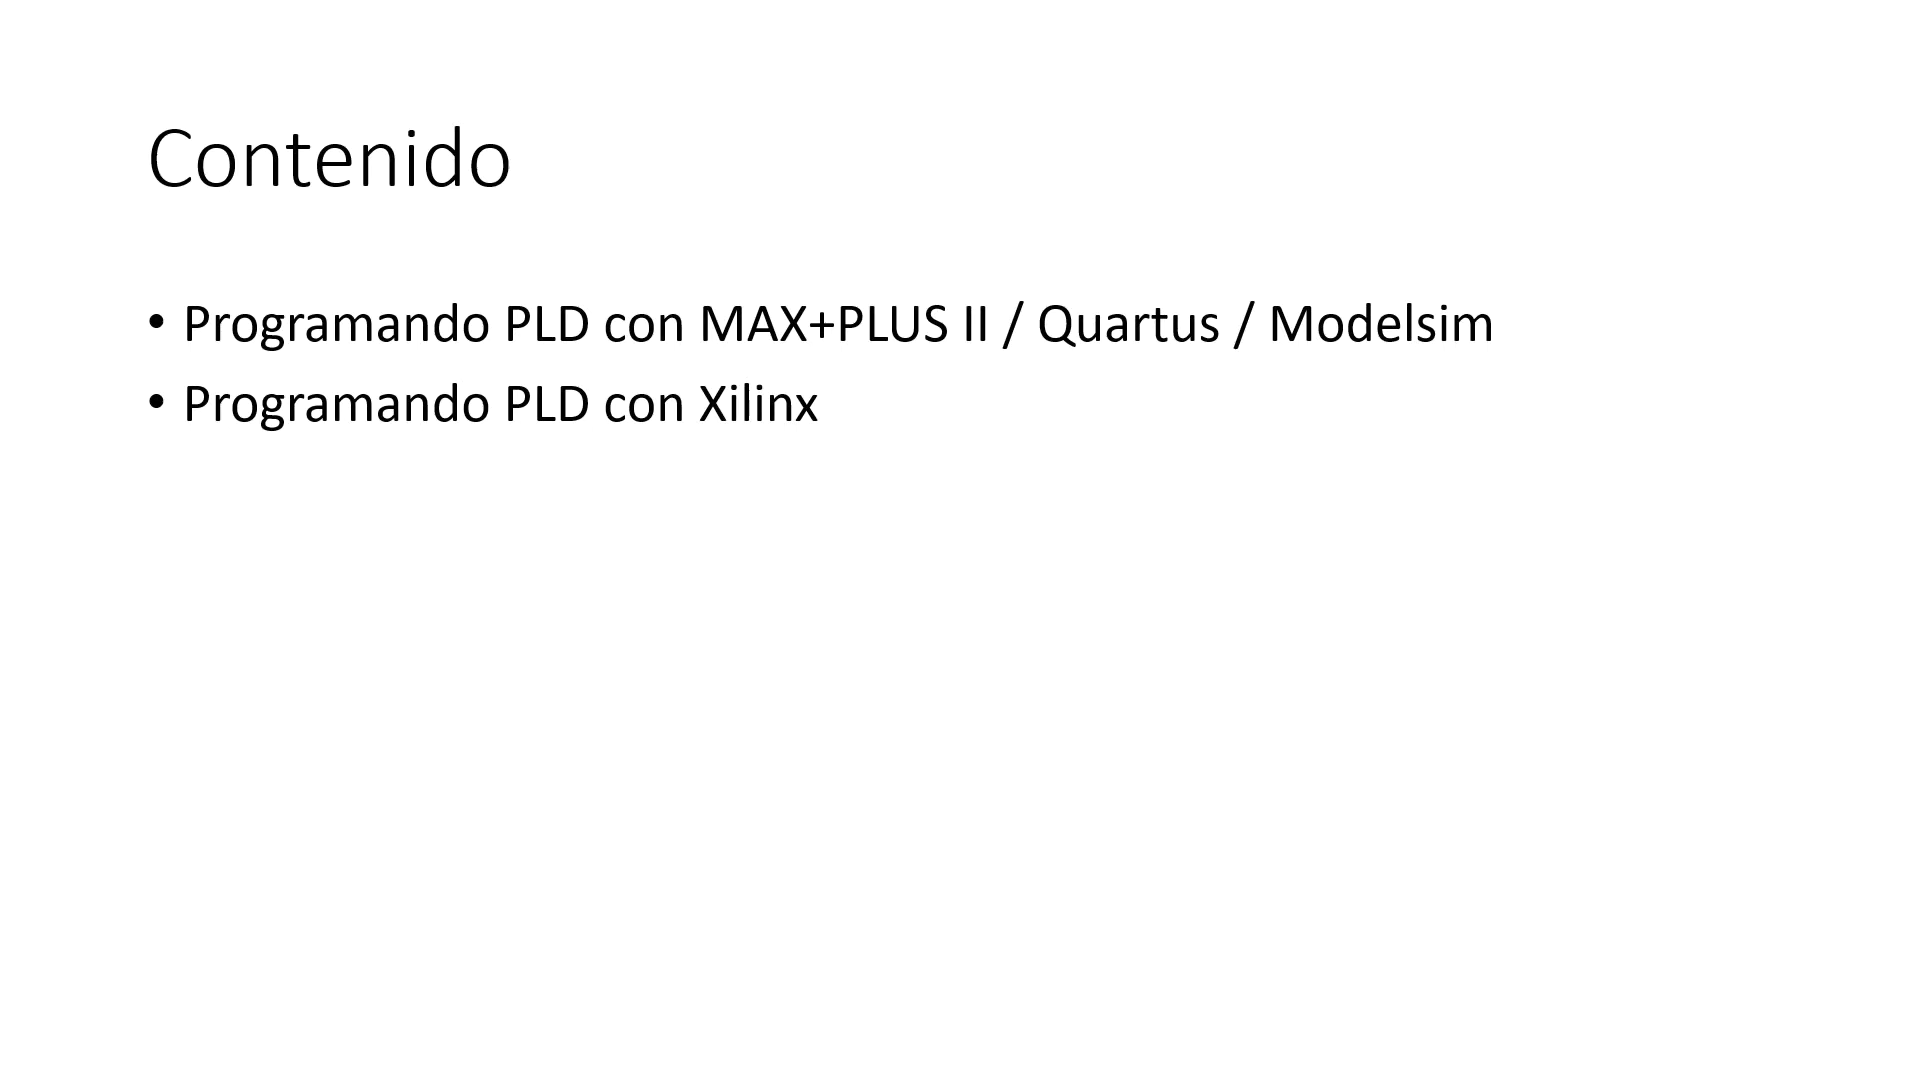 Contenido
• Programando PLD con MAX+PLUS II / Quartus / Modelsim
• Programando PLD con Xilinx